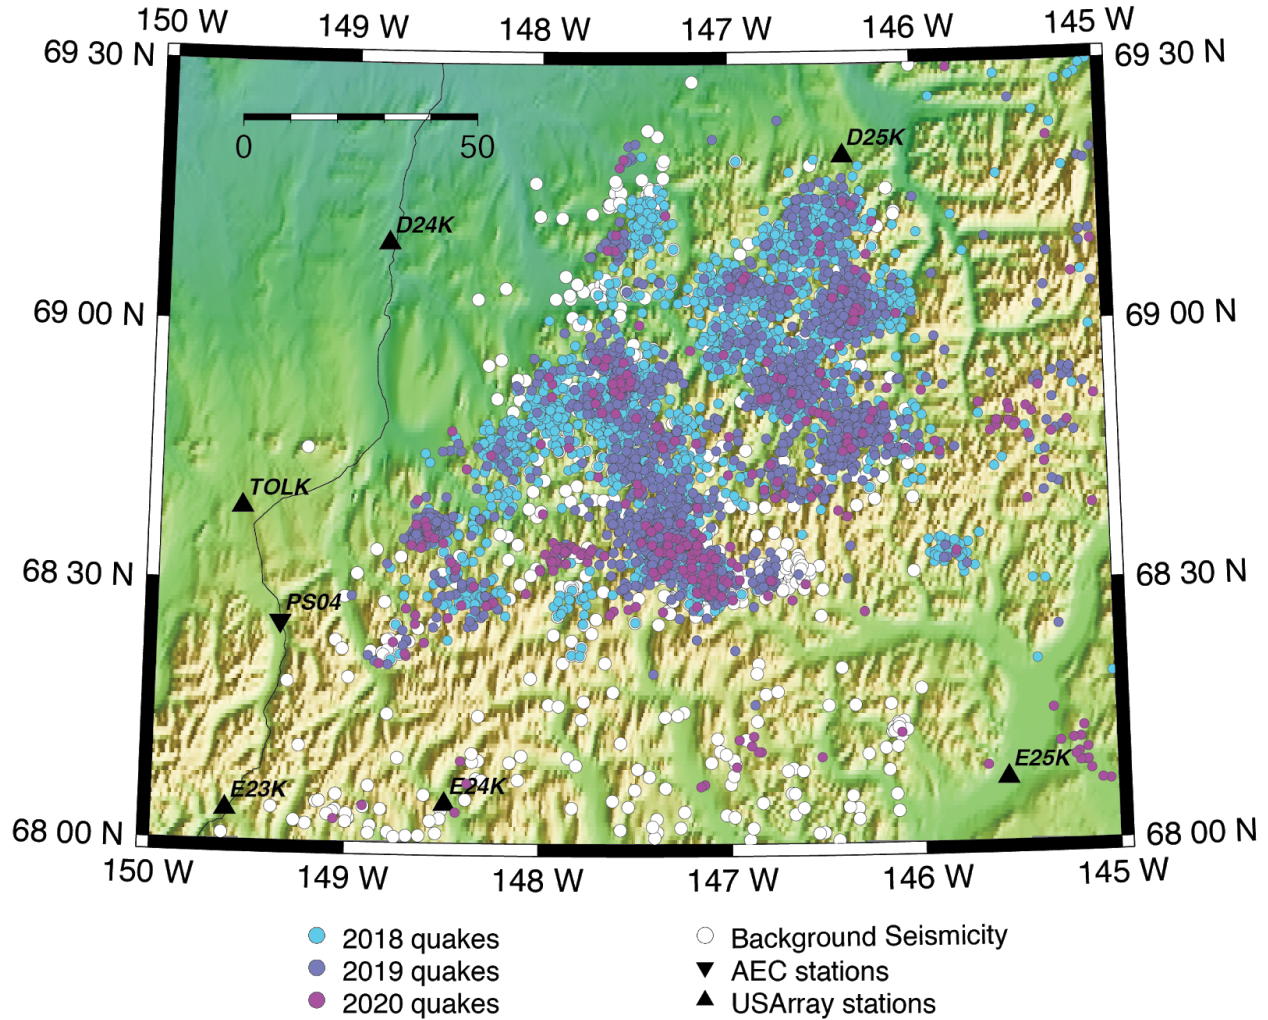 150 W 149 W 148 W 147 W 146 W 145 W
69 30 N 69 30 N
0 50
D25K
D24K
69 00 N 69 00 N
TOLK
68 30 N 68 30 N
PS04
E25K
E23K E24K
68 00 N 68 00 N
150 W 149 W 148 W 147 W 146 W 145 W
2018 quakes
2019 quakes
2020 quakes
Background Seismicity
AEC stations
USArray stations